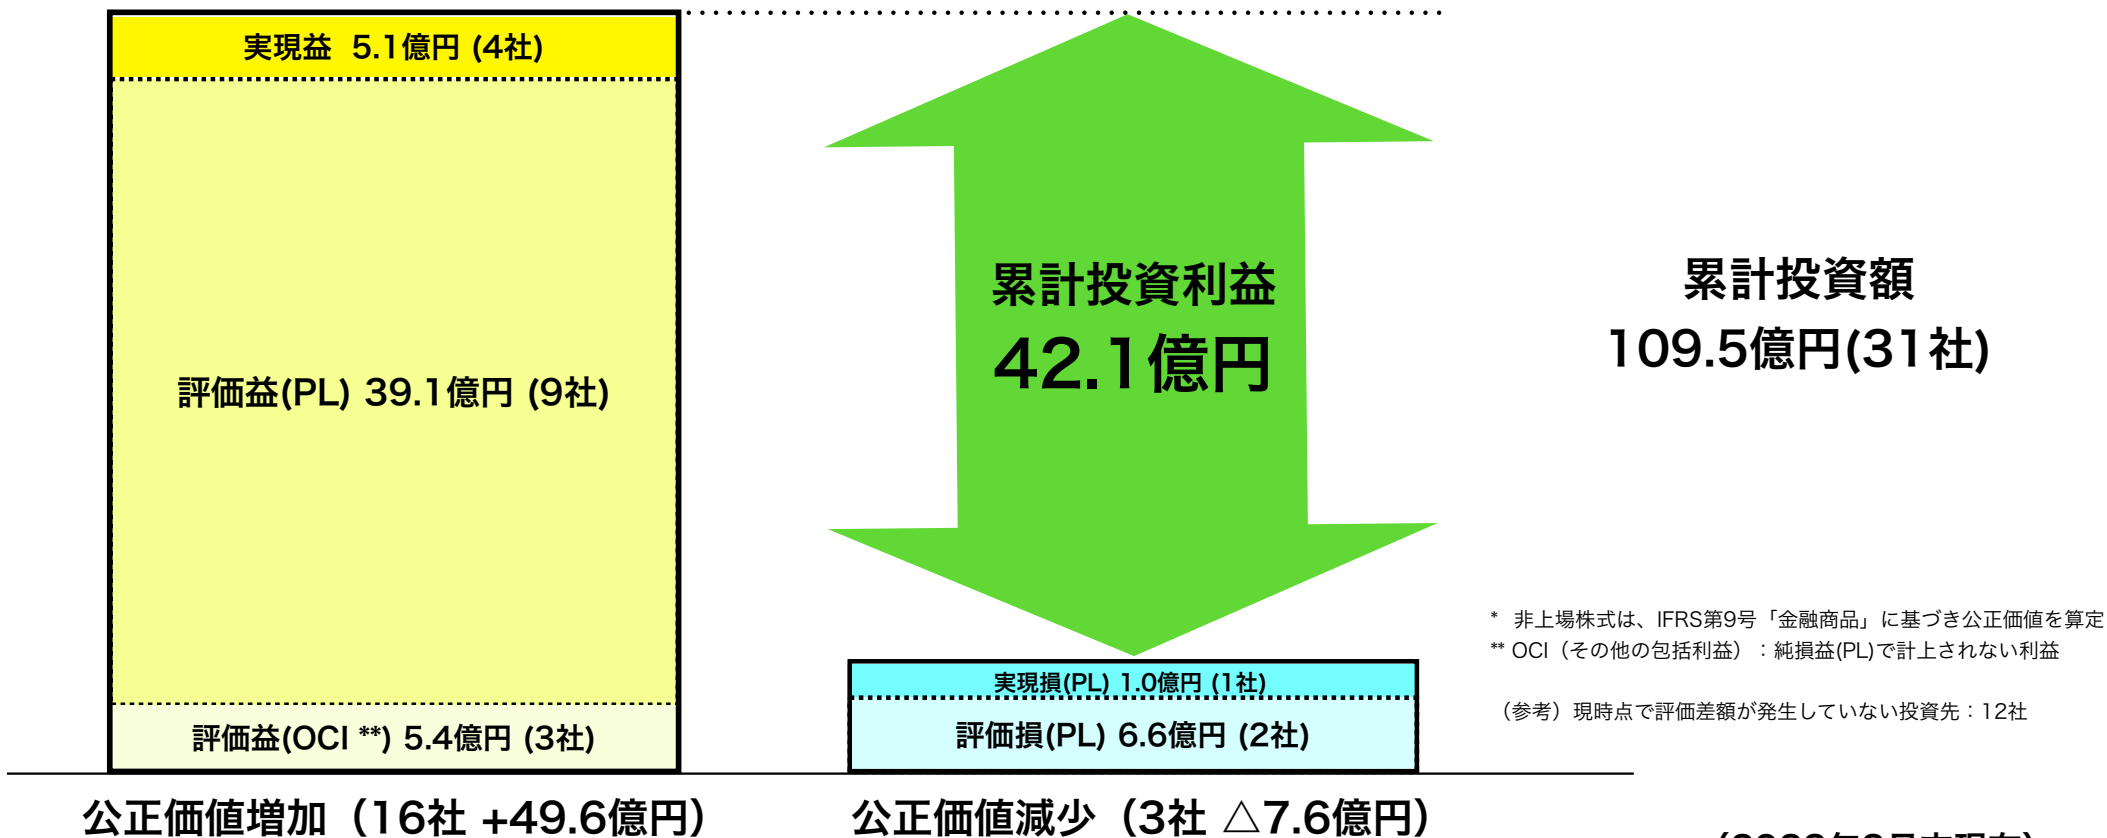 実現益 5.1億円 (4社)
評価益(PL) 39.1億円 (9社)
評価益(OCI **) 5.4億円 (3社)
公正価値増加（16社 +49.6億円）
累計投資利益
42.1億円
実現損(PL) 1.0億円 (1社)
評価損(PL) 6.6億円 (2社)
公正価値減少（3社 △7.6億円）
累計投資額
109.5億円(31社)
* 非上場株式は、IFRS第9号「金融商品」に基づき公正価値を算定
** OCI（その他の包括利益）：純損益(PL)で計上されない利益
（参考）現時点で評価差額が発生していない投資先：12社